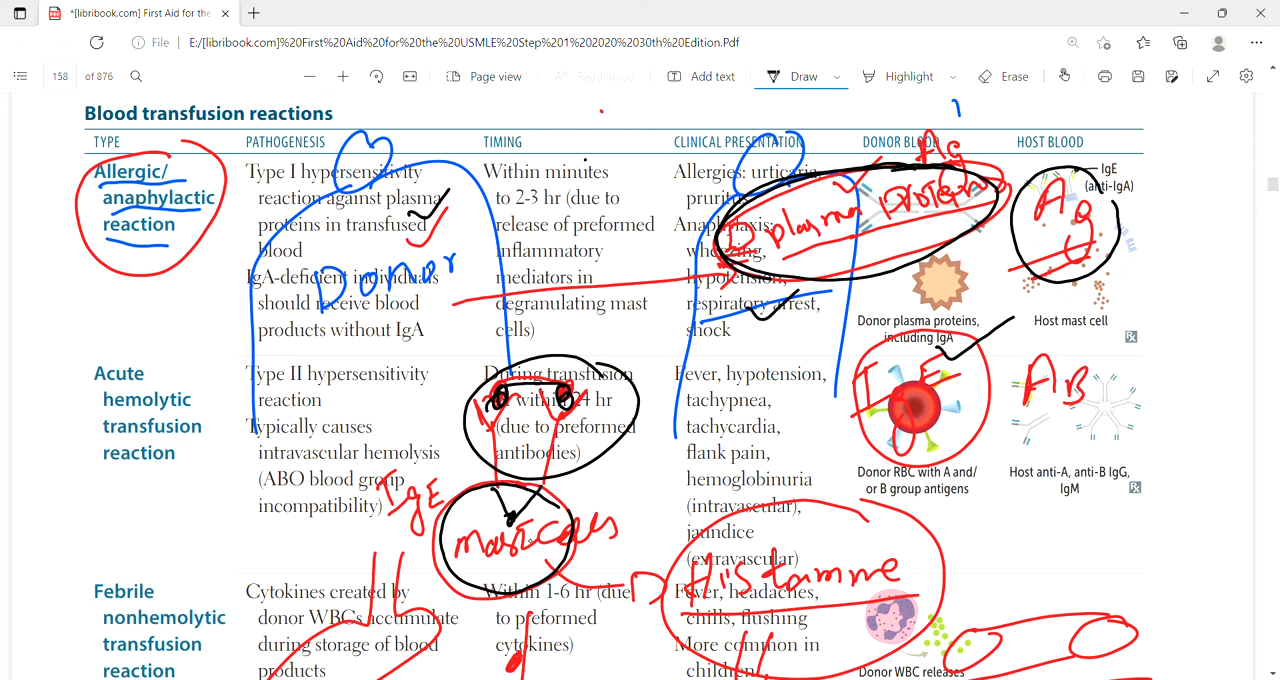 *[libribook.com] First Aid for the
File E:/[libribook.com]%20First%20Aid%20for%20the%20USMLE%20Step%201%202020%2030th%20Edition.Pdf
158 of 876 Page view Read aloud Add text Draw Highlight Erase
Blood transfusion reactions
TYPE PATHOGENESIS TIMING CLINICAL PRESENTATION DONOR BLOOD HOST BLOOD
Allergic/
anaphylactic
reaction
Type I hypersensitivity
reaction against plasma
proteins in transfused
blood
IgA-deficient individuals
should receive blood
products without IgA
Within minutes
to 2-3 hr (due to
release of preformed
inflammatory
mediators in
degranulating mast
cells)
Allergies: urticaria,
pruritus
Anaphylaxis:
wheezing,
hypotension,
respiratory arrest,
shock
IgE
(anti-IgA)
Donor plasma proteins,
including IgA
Host mast cell
Donor
Ag
plasma proteins
Ag
Acute
hemolytic
transfusion
reaction
Type II hypersensitivity
reaction
Typically causes
intravascular hemolysis
(ABO blood group
incompatibility)
During transfusion
or within 24 hr
(due to preformed
antibodies)
Fever, hypotension,
tachypnea,
tachycardia,
flank pain,
hemoglobinuria
(intravascular),
jaundice
(extravascular)
Donor RBC with A and/
or B group antigens
Host anti-A, anti-B IgG,
IgM
IgE
AB
IgE
mast cells
Histamine
Febrile
nonhemolytic
transfusion
reaction
Cytokines created by
donor WBCs accumulate
during storage of blood
products
Within 1-6 hr (due
to preformed
cytokines)
Fever, headaches,
chills, flushing
More common in
children
Donor WBC releases